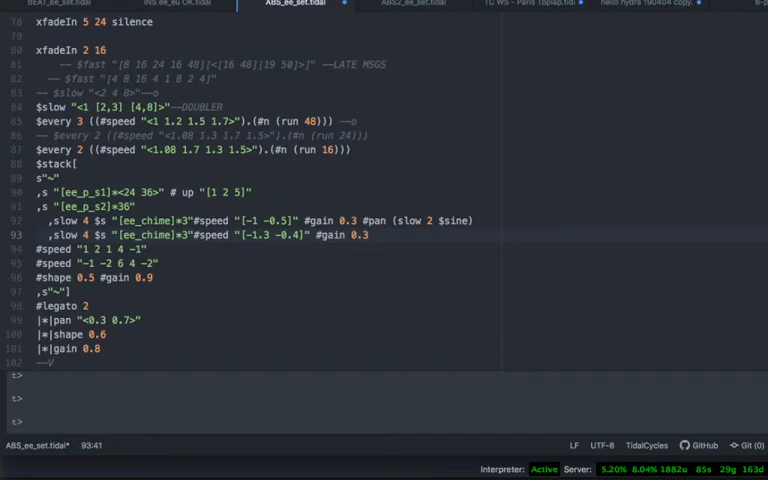 BEAT_ee_set.tidal INS ee_eu OK.tidal ABS_ee_set.tidal ABS2_ee_set.tidal TC WS - Paris Toplap.tidal hello hydra 190404 copy.
78 xfadeIn 5 24 silence
79
80 xfadeIn 2 16
81 -- $fast "[8 16 24 16 48][<[16 48][19 50]>]" --LATE MSGS
82 -- $fast "[4 8 16 4 1 8 2 4]"
83 -- $slow "<2 4 8>"--o
84 $slow "<1 [2,3] [4,8]>"--DOUBLER
85 $every 3 ((#speed "<1 1.2 1.5 1.7>").(#n (run 48))) --o
86 -- $every 2 ((#speed "<1.08 1.3 1.7 1.5>").(#n (run 24)))
87 $every 2 ((#speed "<1.08 1.7 1.3 1.5>").(#n (run 16)))
88 $stack[
89 s"~"
90 ,s "[ee_p_s1]*<24 36>" # up "[1 2 5]"
91 ,s "[ee_p_s2]*36"
92 ,slow 4 $s "[ee_chime]*3"#speed "[-1 -0.5]" #gain 0.3 #pan (slow 2 $sine)
93 ,slow 4 $s "[ee_chime]*3"#speed "[-1.3 -0.4]" #gain 0.3
94 #speed "1 2 1 4 -1"
95 #speed "-1 -2 6 4 -2"
96 #shape 0.5 #gain 0.9
97 ,s"~"]
98 #legato 2
99 |*|pan "<0.3 0.7>"
100 |*|shape 0.6
101 |*|gain 0.8
102 --V
t>
t>
t>
ABS_ee_set.tidal* 93:41 LF UTF-8 TidalCycles GitHub Git (0)
Interpreter: Active Server: 5.20% 8.04% 1882u 85s 29g 163d